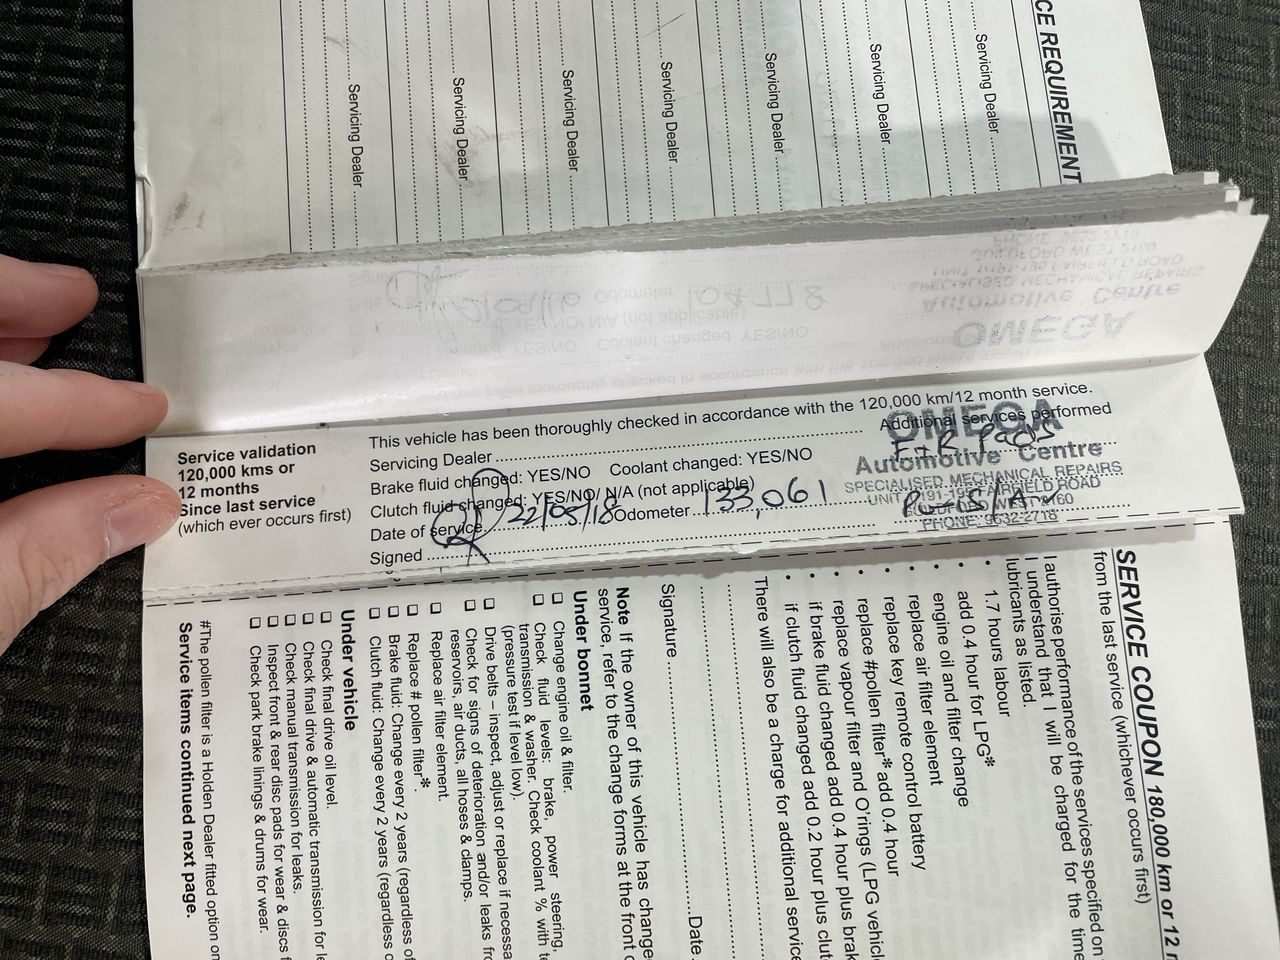 CE REQUIREMENT
Servicing Dealer
Servicing Dealer
Servicing Dealer
Servicing Dealer
Servicing Dealer
Servicing Dealer
Servicing Dealer
Service validation
120,000 kms or
12 months
Since last service
(which ever occurs first)
This vehicle has been thoroughly checked in accordance with the 120,000 km/12 month service.
Servicing Dealer
Additional services performed
Brake fluid changed: YES/NO Coolant changed: YES/NO
Clutch fluid changed: YES/NO/ N/A (not applicable)
Date of service 22/05/18 Odometer 133,061
Signed
OMEGA
Automotive Centre
SPECIALISED MECHANICAL REPAIRS
FAIRFIELD ROAD
PHONE: 9632-2718
F+R Pads
SERVICE COUPON 180,000 km or 12
from the last service (whichever occurs first)
I authorise performance of the services specified on
I understand that I will be charged for the time
lubricants as listed.
• 1.7 hours labour
add 0.4 hour for LPG*
• engine oil and filter change
• replace air filter element
• replace key remote control battery
• replace #pollen filter* add 0.4 hour
• replace vapour filter and O'rings (LPG vehicl
• if brake fluid changed add 0.4 hour plus brak
• if clutch fluid changed add 0.2 hour plus clut
There will also be a charge for additional service
Signature Date
Note If the owner of this vehicle has change
service, refer to the change forms at the front o
Under bonnet
❑ Change engine oil & filter.
❑ Check fluid levels: brake, power steering,
transmission & washer. Check coolant % with te
(pressure test if level low).
❑ Drive belts – inspect, adjust or replace if necessa
❑ Check for signs of deterioration and/or leaks fro
reservoirs, air ducts, all hoses & clamps.
❑ Replace air filter element.
❑ Replace # pollen filter*.
❑ Brake fluid: Change every 2 years (regardless of
❑ Clutch fluid: Change every 2 years (regardless o
Under vehicle
❑ Check final drive oil level.
❑ Check final drive & automatic transmission for le
❑ Check manual transmission for leaks.
❑ Inspect front & rear disc pads for wear & discs f
❑ Check park brake linings & drums for wear.
#The pollen filter is a Holden Dealer fitted option on
Service items continued next page.